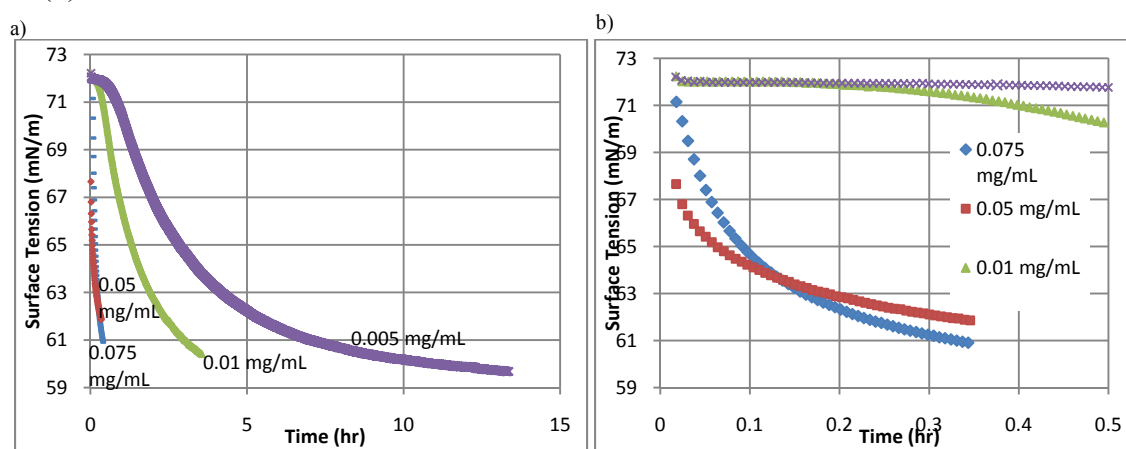 a)
73
71
69
67
65
63
61
59
0
5
10
15
Surface Tension (mN/m)
Time (hr)
0.05
mg/mL
0.075
mg/mL
0.01 mg/mL
0.005 mg/mL
b)
73
71
69
67
65
63
61
59
0
0.1
0.2
0.3
0.4
0.5
Surface Tension (mN/m)
Time (hr)
0.075
mg/mL
0.05 mg/mL
0.01 mg/mL